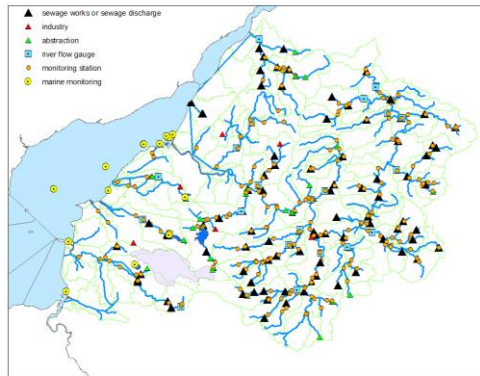 sewage works or sewage discharge
industry
abstraction
river flow gauge
monitoring station
marine monitoring